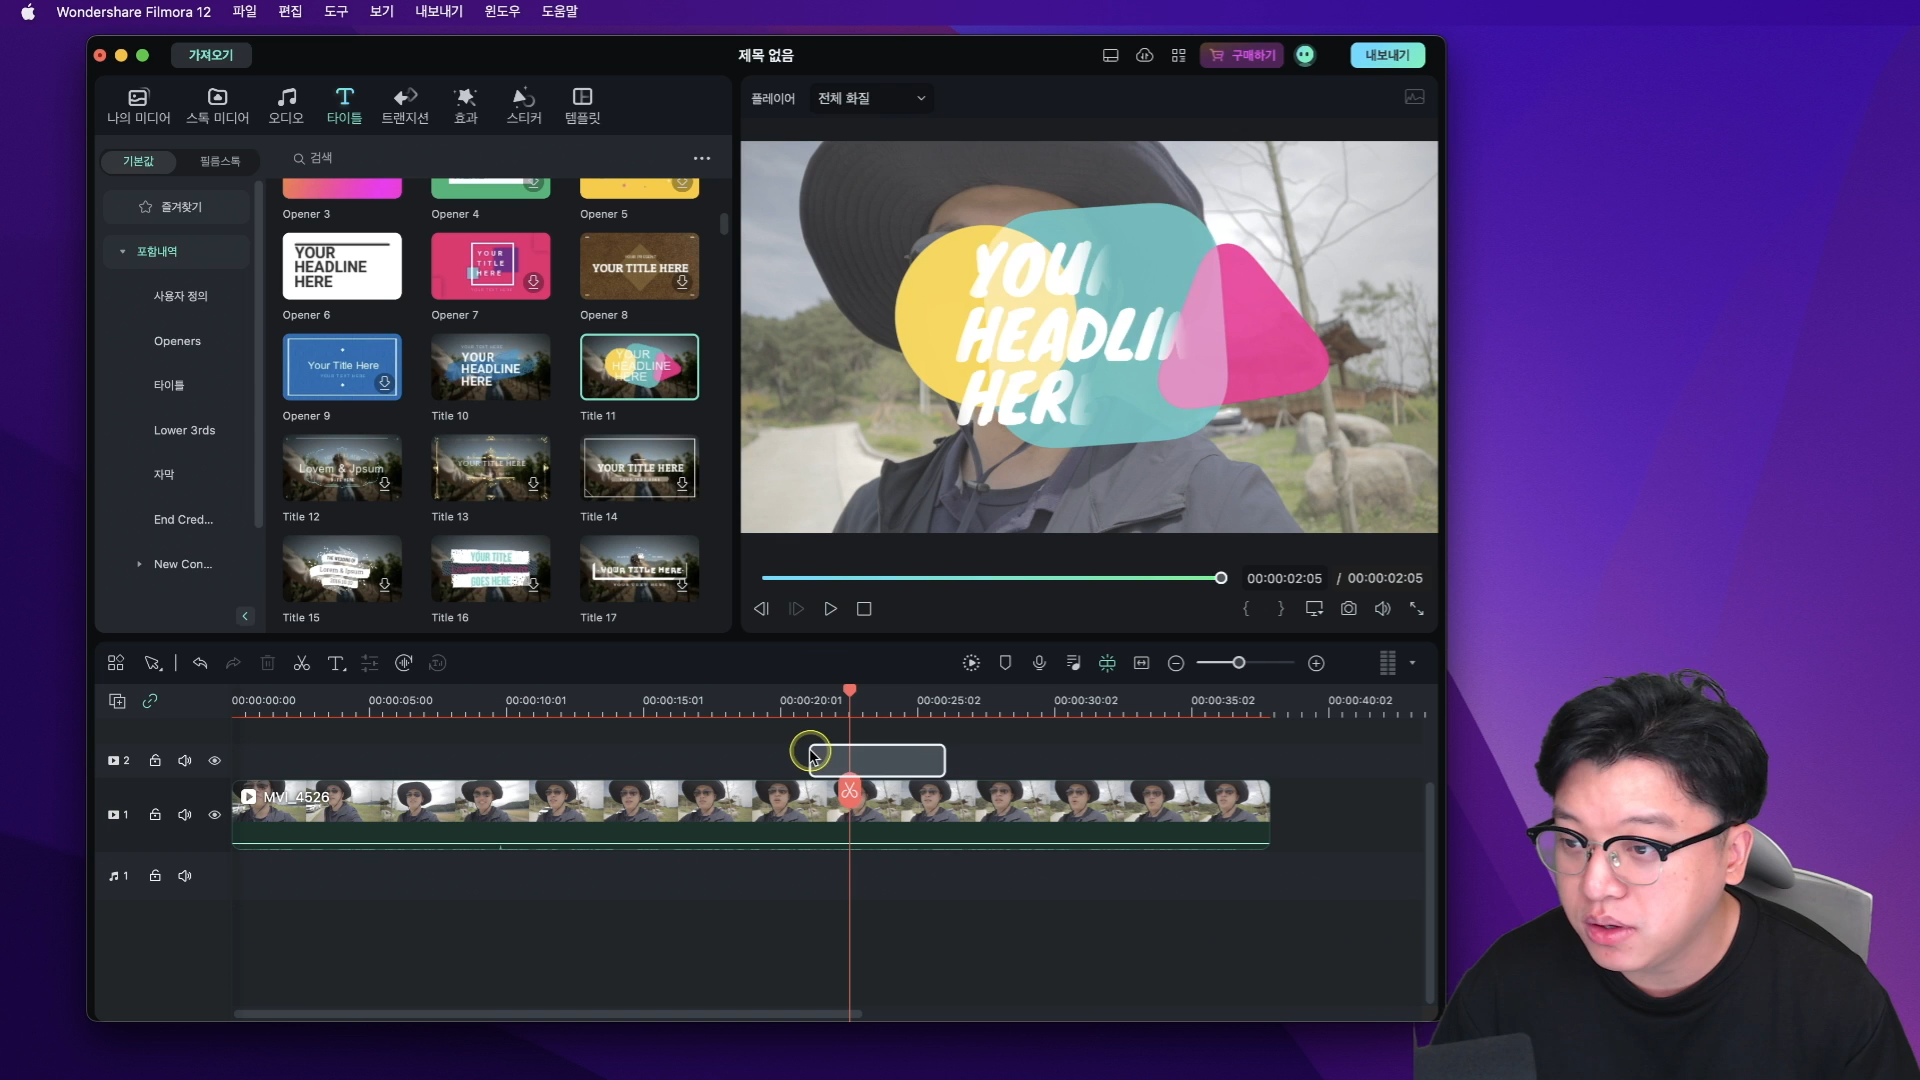 Wondershare Filmora 12 파일 편집 도구 보기 내보내기 윈도우 도움말
가져오기 제목 없음 구매하기 내보내기
나의 미디어 스톡 미디어 오디오 타이틀 트랜지션 효과 스티커 템플릿
플레이어 전체 화질
기본값 필름스톡 검색
즐겨찾기
포함내역
사용자 정의
Openers
타이틀
Lower 3rds
자막
End Cred...
New Con...
Opener 3 Opener 4 Opener 5
YOUR
HEADLINE
HERE
YOUR
TITLE
HERE
YOUR TITLE HERE
Opener 6 Opener 7 Opener 8
Your Title Here
YOUR
HEADLINE
HERE
YOUR
HEADLINE
HERE
Opener 9 Title 10 Title 11
Lovem & Jpsum
YOUR TITLE HERE
YOUR TITLE HERE
Title 12 Title 13 Title 14
Lorem & Ipsum
YOUR TITLE
GOES HERE
YOUR TITLE HERE
Title 15 Title 16 Title 17
YOUR
HEADLIN
HERE
00:00:02:05 / 00:00:02:05
00:00:00:00 00:00:05:00 00:00:10:01 00:00:15:01 00:00:20:01 00:00:25:02 00:00:30:02 00:00:35:02 00:00:40:02
2
MVI_4526
1
1